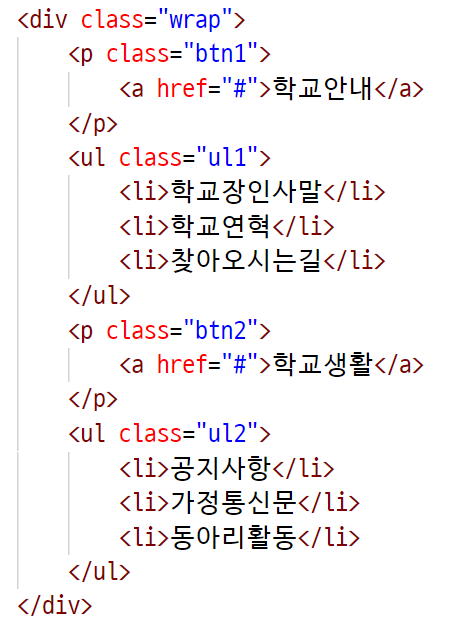 <div class="wrap">
    <p class="btn1">
        <a href="#">학교안내</a>
    </p>
    <ul class="ul1">
        <li>학교장인사말</li>
        <li>학교연혁</li>
        <li>찾아오시는길</li>
    </ul>
    <p class="btn2">
        <a href="#">학교생활</a>
    </p>
    <ul class="ul2">
        <li>공지사항</li>
        <li>가정통신문</li>
        <li>동아리활동</li>
    </ul>
</div>